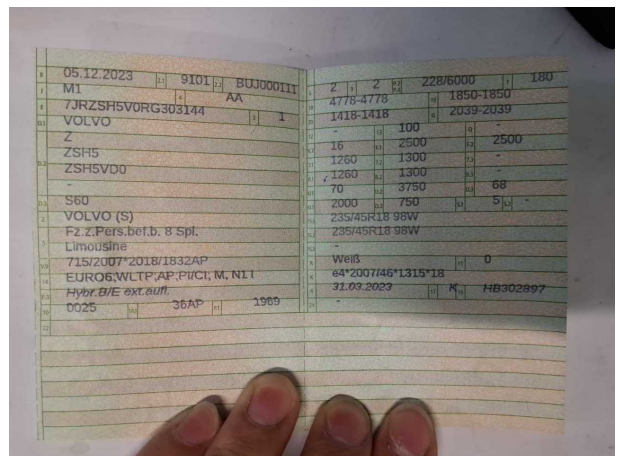 05.12.2023 9101 BUJ000111
M1 AA
7JRZSH5V0RG303144 1
VOLVO
Z
ZSH5
ZSH5VD0
-
S60
VOLVO (S)
Fz.z.Pers.bef.b. 8 Spl.
Limousine
715/2007*2018/1832AP
EURO6;WLTP;AP;PI/CI; M, N1 I
Hybr.B/E ext.aufl.
0025 36AP 1969
2 2 228/6000 180
4778-4778 1850-1850
1418-1418 2039-2039
- 100 -
16 2500 2500
1260 1300 -
1260 1300 -
70 3750 68
2000 750 5 -
235/45R18 98W
235/45R18 98W
-
Weiß 0
e4*2007/46*1315*18
31.03.2023 K HB302897
-